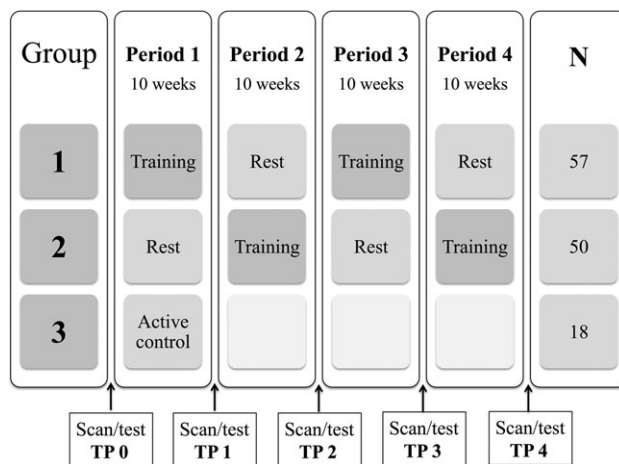 Group Period 1 Period 2 Period 3 Period 4 N
10 weeks 10 weeks 10 weeks 10 weeks
1 Training Rest Training Rest 57
2 Rest Training Rest Training 50
3 Active control 18
Scan/test Scan/test Scan/test Scan/test Scan/test
TP 0 TP 1 TP 2 TP 3 TP 4